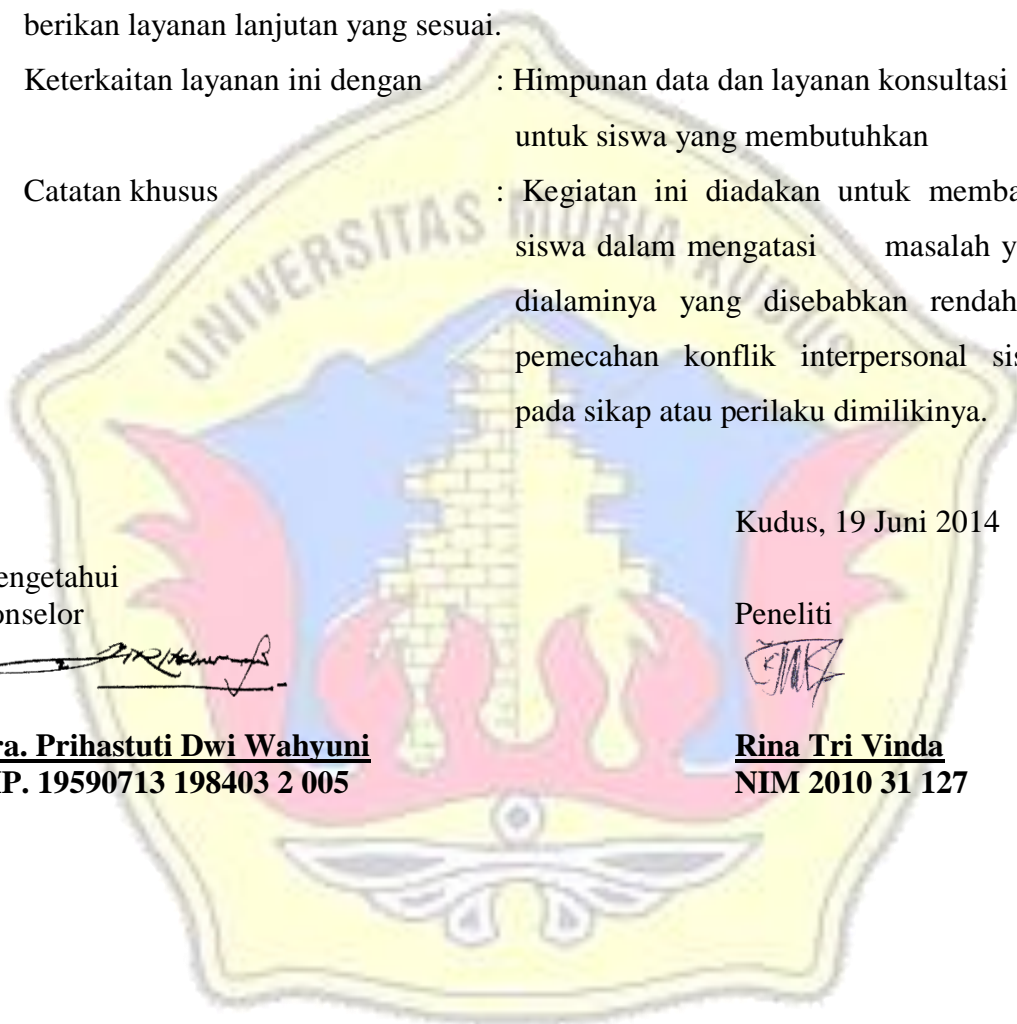 berikan layanan lanjutan yang sesuai.
Keterkaitan layanan ini dengan : Himpunan data dan layanan konsultasi
untuk siswa yang membutuhkan
Catatan khusus : Kegiatan ini diadakan untuk memba
siswa dalam mengatasi masalah y
dialaminya yang disebabkan rendah
pemecahan konflik interpersonal sis
pada sikap atau perilaku dimilikinya.
UNIVERSITAS MURIA KUDUS
Kudus, 19 Juni 2014
engetahui
onselor Peneliti
ra. Prihastuti Dwi Wahyuni Rina Tri Vinda
P. 19590713 198403 2 005 NIM 2010 31 127